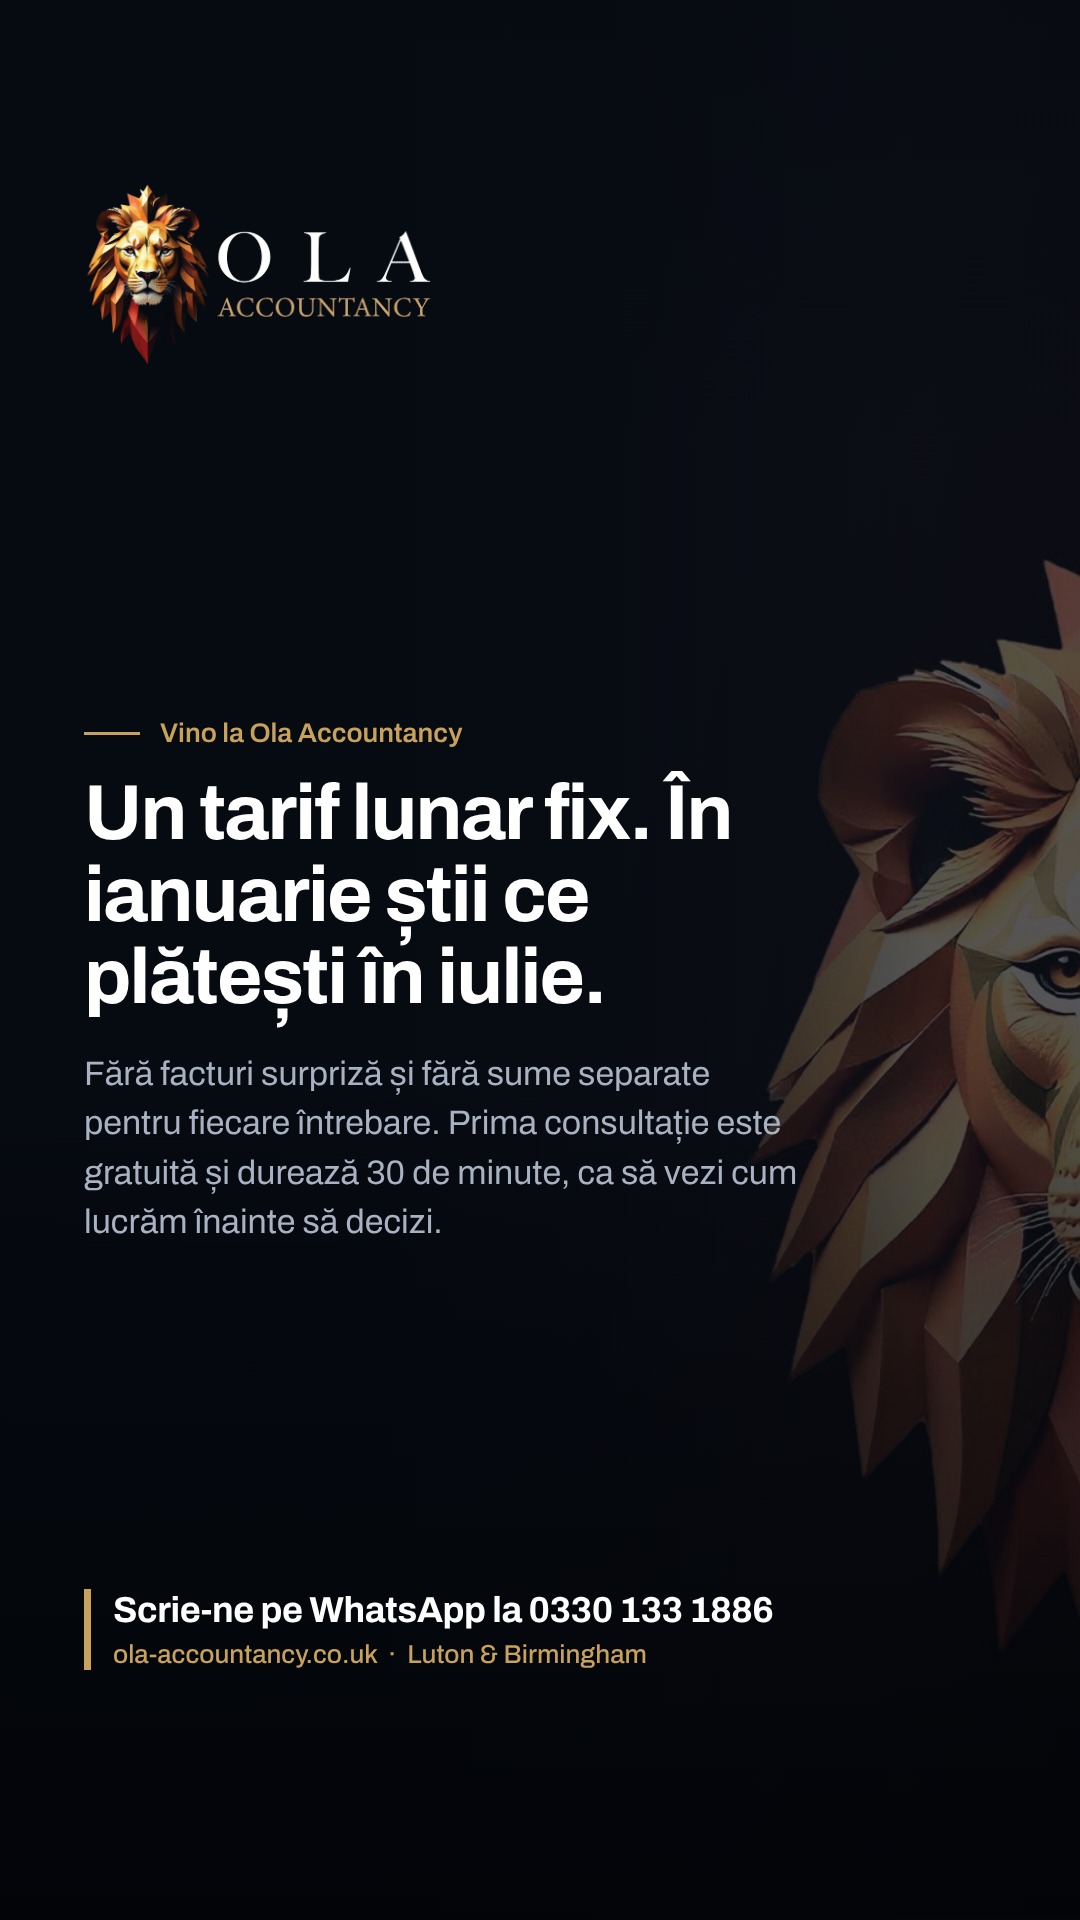 OLA
ACCOUNTANCY
Vino la Ola Accountancy
Un tarif lunar fix. În
ianuarie știi ce
plătești în iulie.
Fără facturi surpriză și fără sume separate
pentru fiecare întrebare. Prima consultație este
gratuită și durează 30 de minute, ca să vezi cum
lucrăm înainte să decizi.
Scrie-ne pe WhatsApp la 0330 133 1886
ola-accountancy.co.uk · Luton & Birmingham